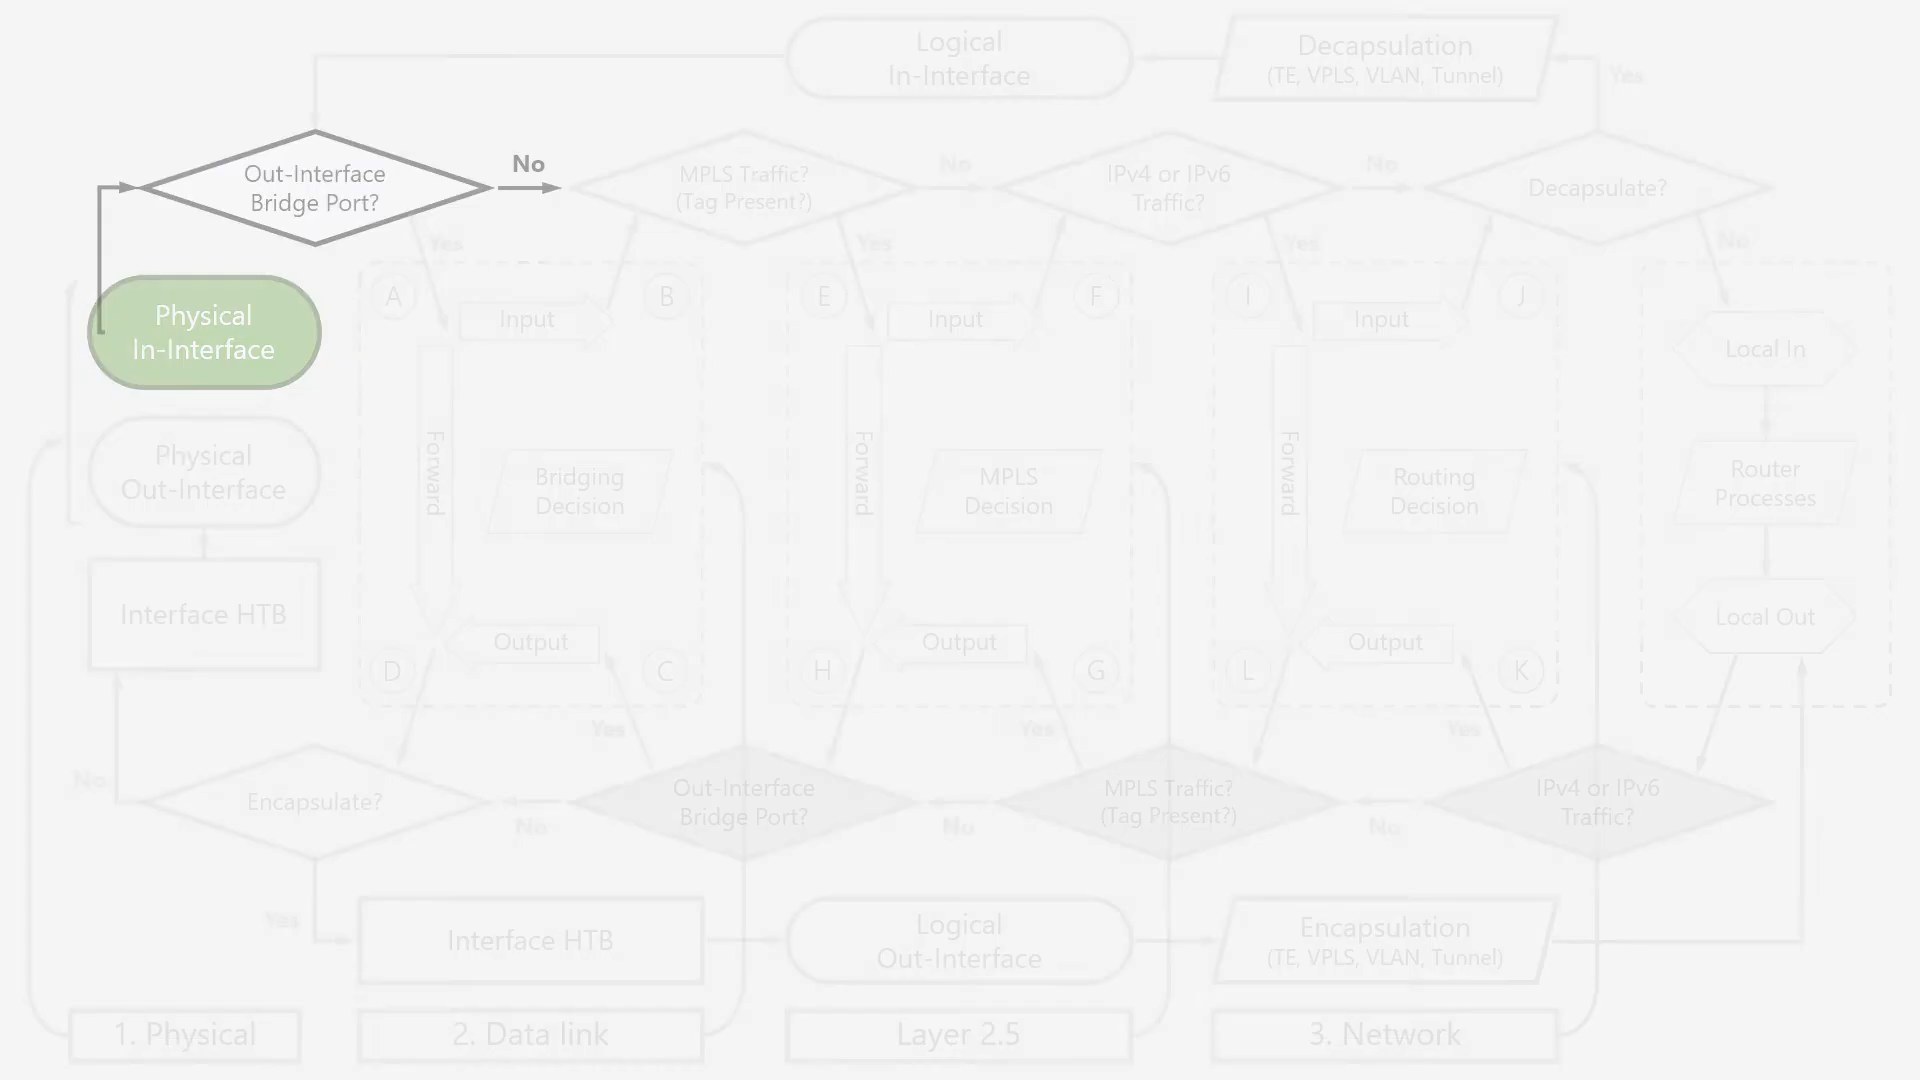 Logical
In-Interface
Decapsulation
(TE, VPLS, VLAN, Tunnel)
Yes
Out-Interface
Bridge Port?
No
MPLS Traffic?
(Tag Present?)
No
IPv4 or IPv6
Traffic?
No
Decapsulate?
Yes
Yes
Yes
No
Physical
In-Interface
A
Input
B
E
Input
F
I
Input
J
Local In
Physical
Out-Interface
Forward
Bridging
Decision
Forward
MPLS
Decision
Forward
Routing
Decision
Router
Processes
Interface HTB
D
Output
C
H
Output
G
L
Output
K
Local Out
Yes
Yes
Yes
No
Encapsulate?
No
Out-Interface
Bridge Port?
No
MPLS Traffic?
(Tag Present?)
No
IPv4 or IPv6
Traffic?
Yes
Interface HTB
Logical
Out-Interface
Encapsulation
(TE, VPLS, VLAN, Tunnel)
1. Physical
2. Data link
Layer 2.5
3. Network